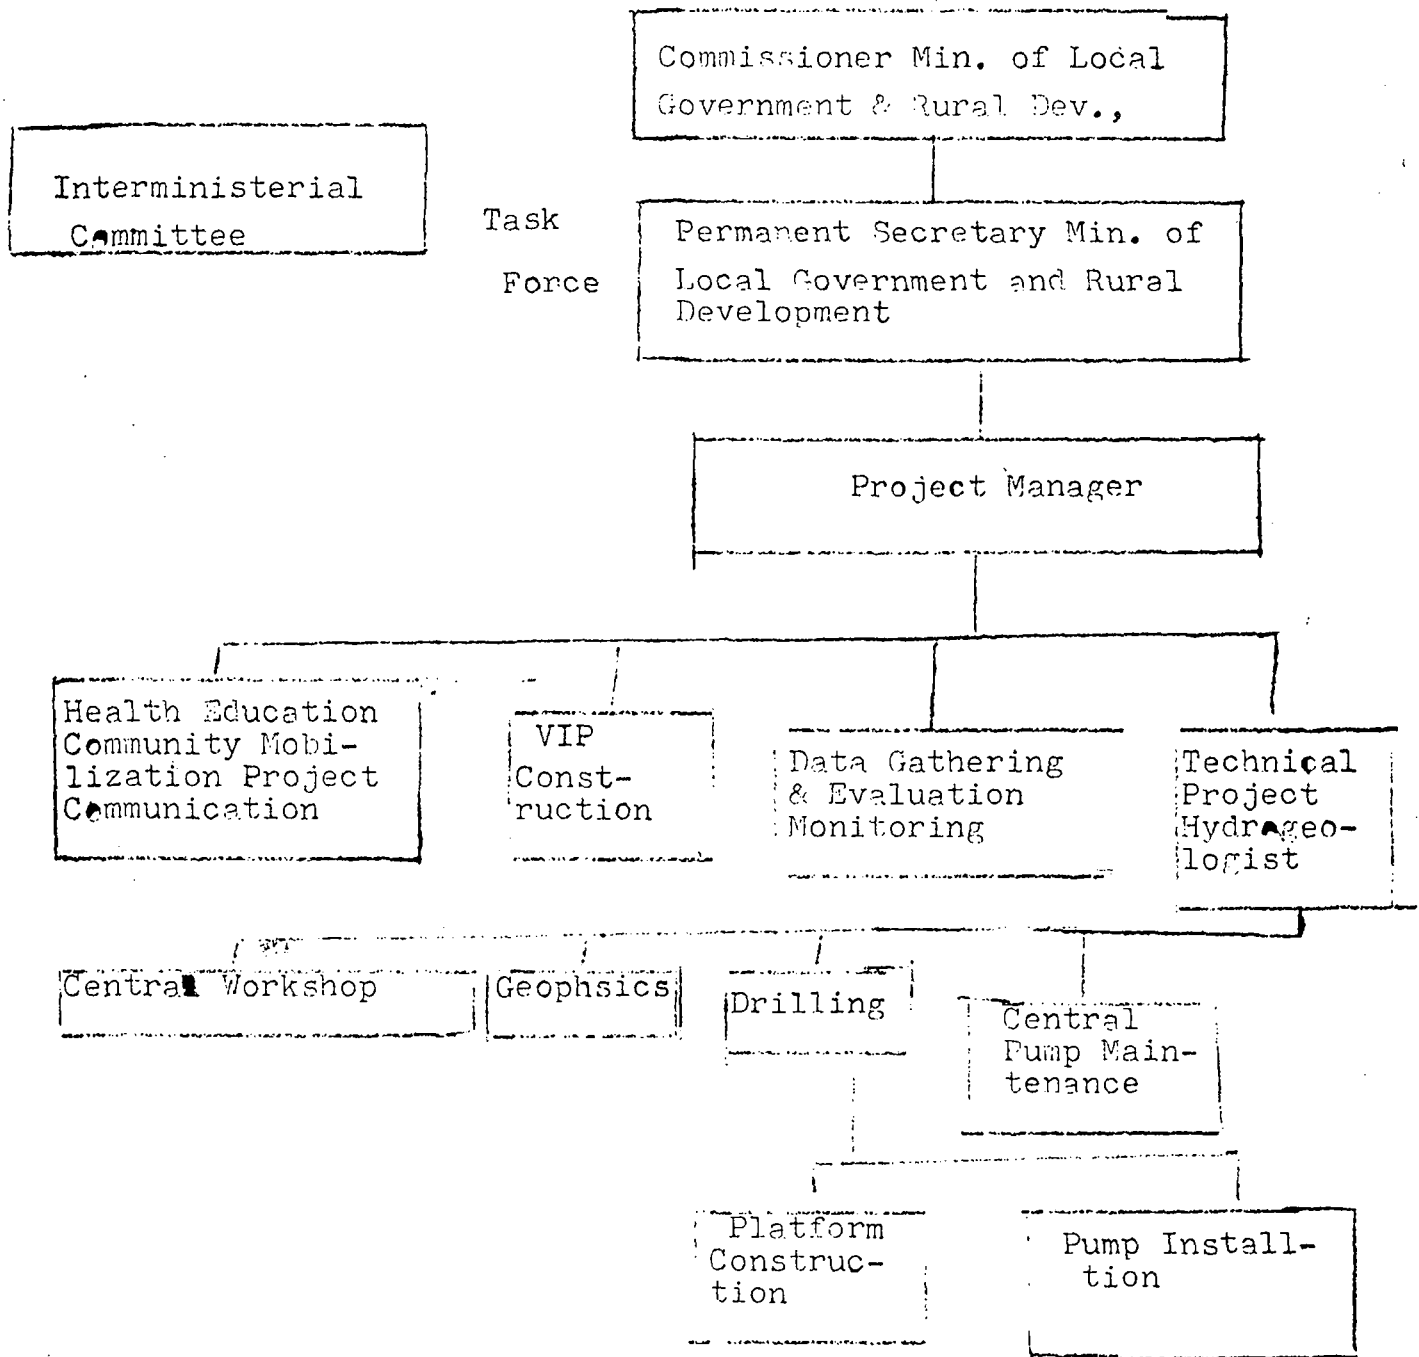 Commissioner Min. of Local
Government & Rural Dev.,
Interministerial
Committee
Task
Force
Permanent Secretary Min. of
Local Government and Rural
Development
Project Manager
Health Education
Community Mobi-
lization Project
Communication
VIP
Const-
ruction
Data Gathering
& Evaluation
Monitoring
Technical
Project
Hydrogeo-
logist
Central Workshop
Geophsics
Drilling
Central
Pump Main-
tenance
Platform
Construc-
tion
Pump Install-
tion